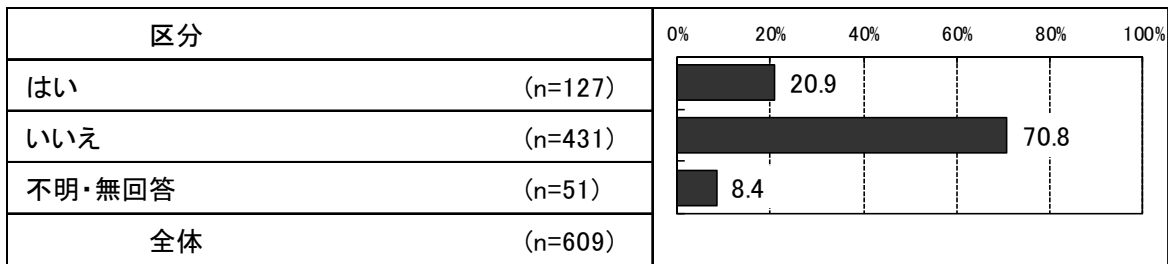 区分
0% 20% 40% 60% 80% 100%
はい (n=127) 20.9
いいえ (n=431) 70.8
不明・無回答 (n=51) 8.4
全体 (n=609)